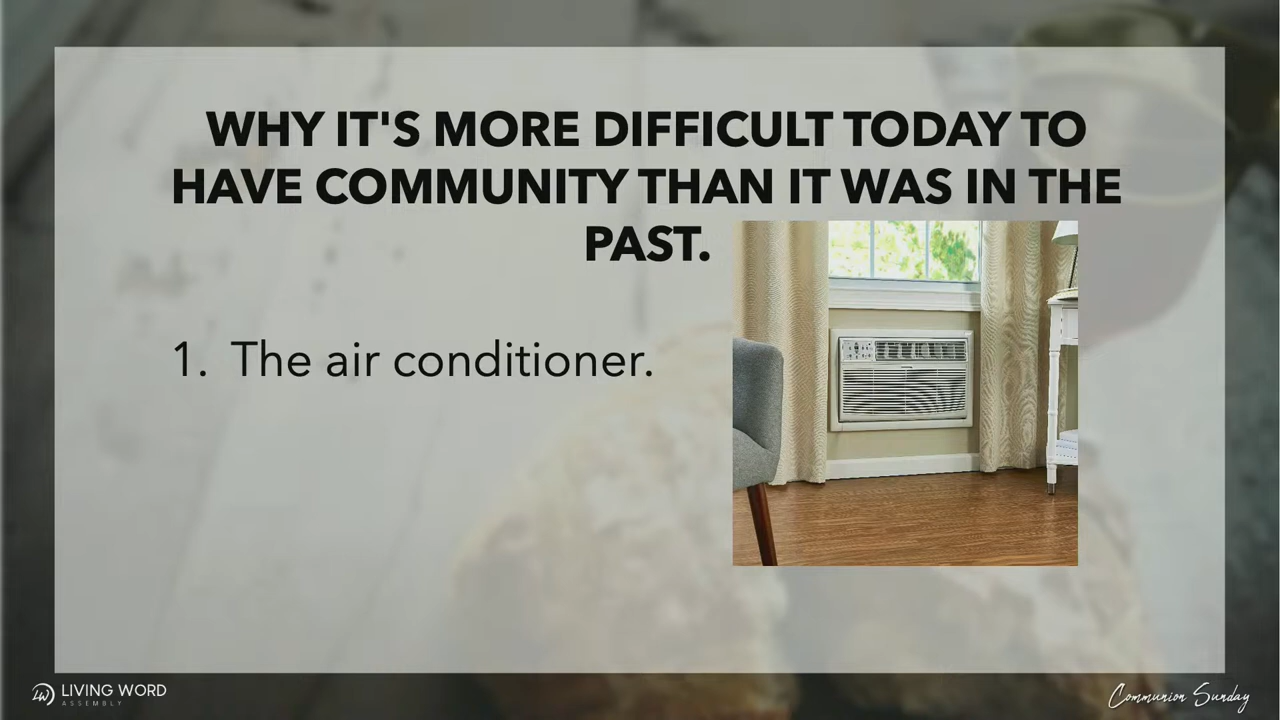 WHY IT'S MORE DIFFICULT TODAY TO
HAVE COMMUNITY THAN IT WAS IN THE
PAST.
1. The air conditioner.
LIVING WORD
ASSEMBLY
Communion Sunday